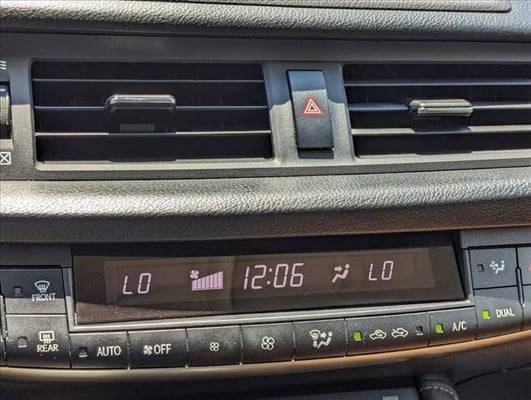 LO 12:06 LO
FRONT
REAR AUTO OFF A/C DUAL